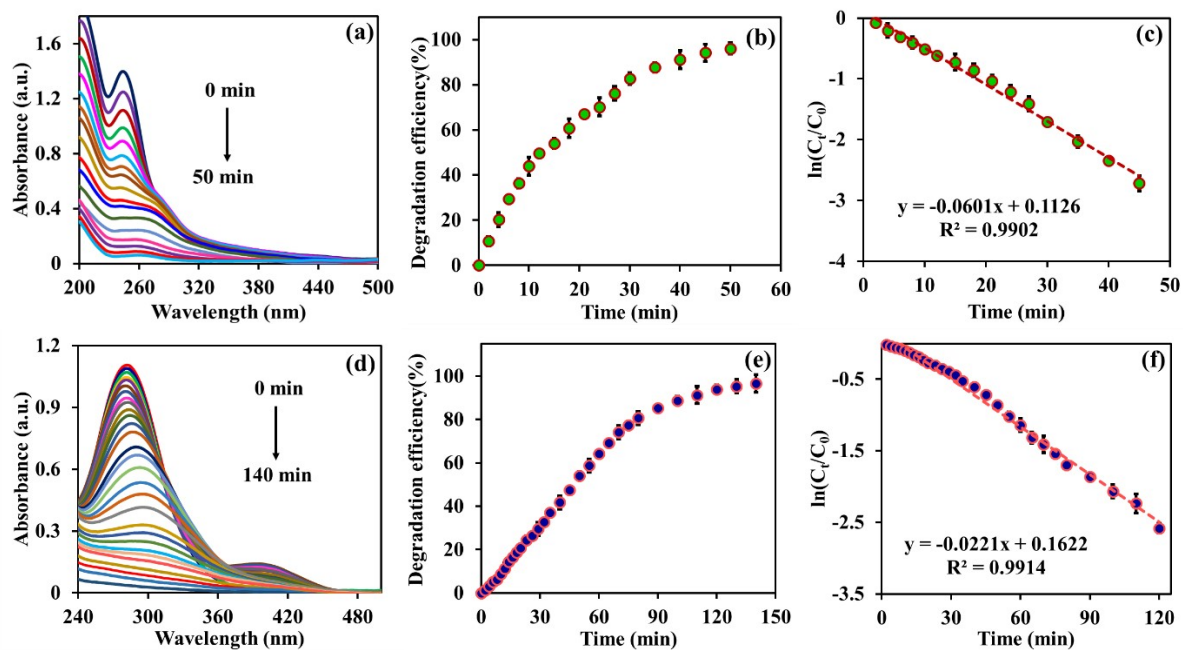 (a)
1.6
1.2
0.8
0.4
0
200 260 320 380 440 500
Absorbance (a.u.)
Wavelength (nm)
0 min
50 min
(b)
100
80
60
40
20
0
0 10 20 30 40 50 60
Degradation efficiency(%)
Time (min)
(c)
0
-1
-2
-3
-4
0 10 20 30 40 50
ln(Ct/C0)
Time (min)
y = -0.0601x + 0.1126
R² = 0.9902
(d)
1.2
0.9
0.6
0.3
0
240 300 360 420 480
Absorbance (a.u.)
Wavelength (nm)
0 min
140 min
(e)
100
80
60
40
20
0
0 30 60 90 120 150
Degradation efficiency(%)
Time (min)
(f)
-0.5
-1.5
-2.5
-3.5
0 30 60 90 120
ln(Ct/C0)
Time (min)
y = -0.0221x + 0.1622
R² = 0.9914